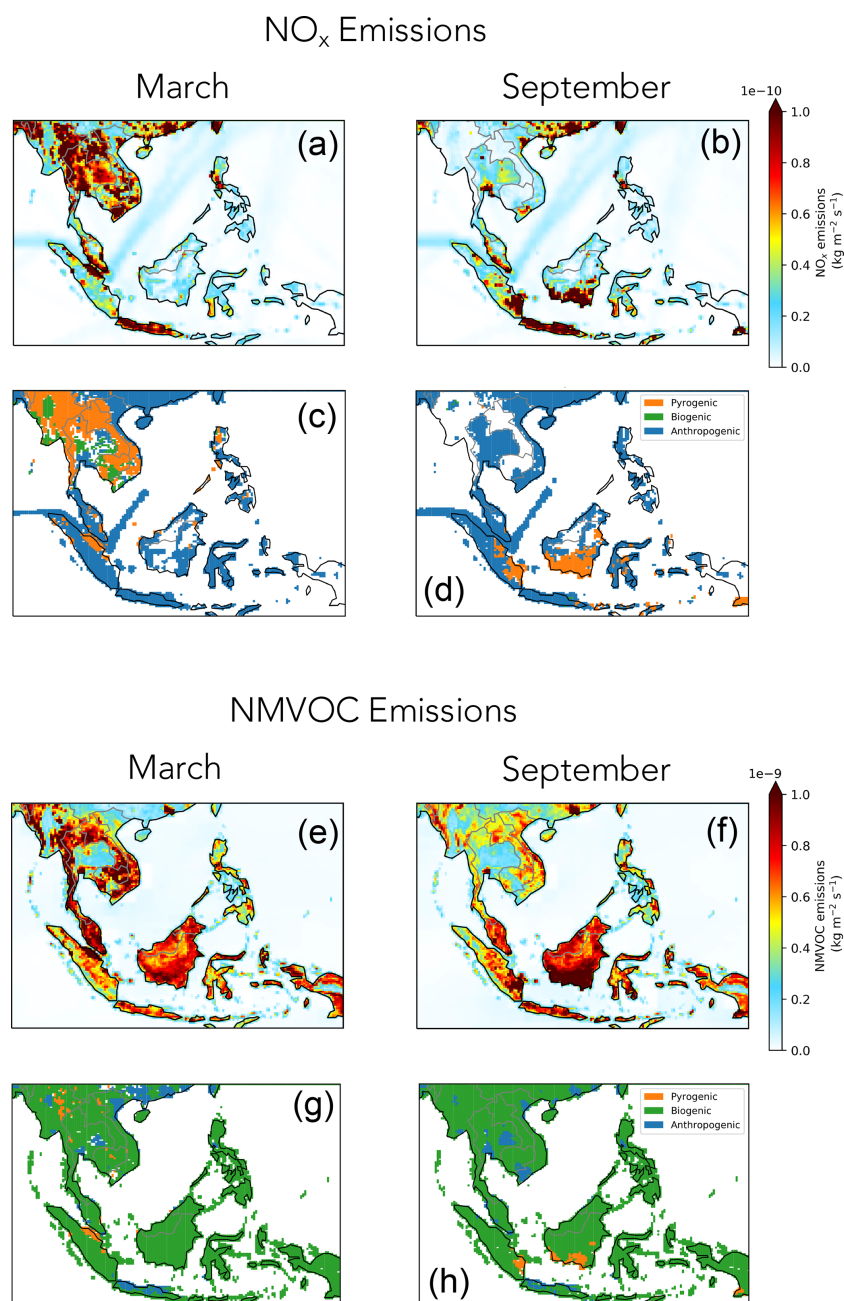 NOₓ Emissions
March
September
(a)
(b)
1e−10
1.0
0.8
0.6
0.4
0.2
0.0
NOₓ emissions
(kg m⁻² s⁻¹)
(c)
(d)
Pyrogenic
Biogenic
Anthropogenic
NMVOC Emissions
March
September
(e)
(f)
1e−9
1.0
0.8
0.6
0.4
0.2
0.0
NMVOC emissions
(kg m⁻² s⁻¹)
(g)
(h)
Pyrogenic
Biogenic
Anthropogenic